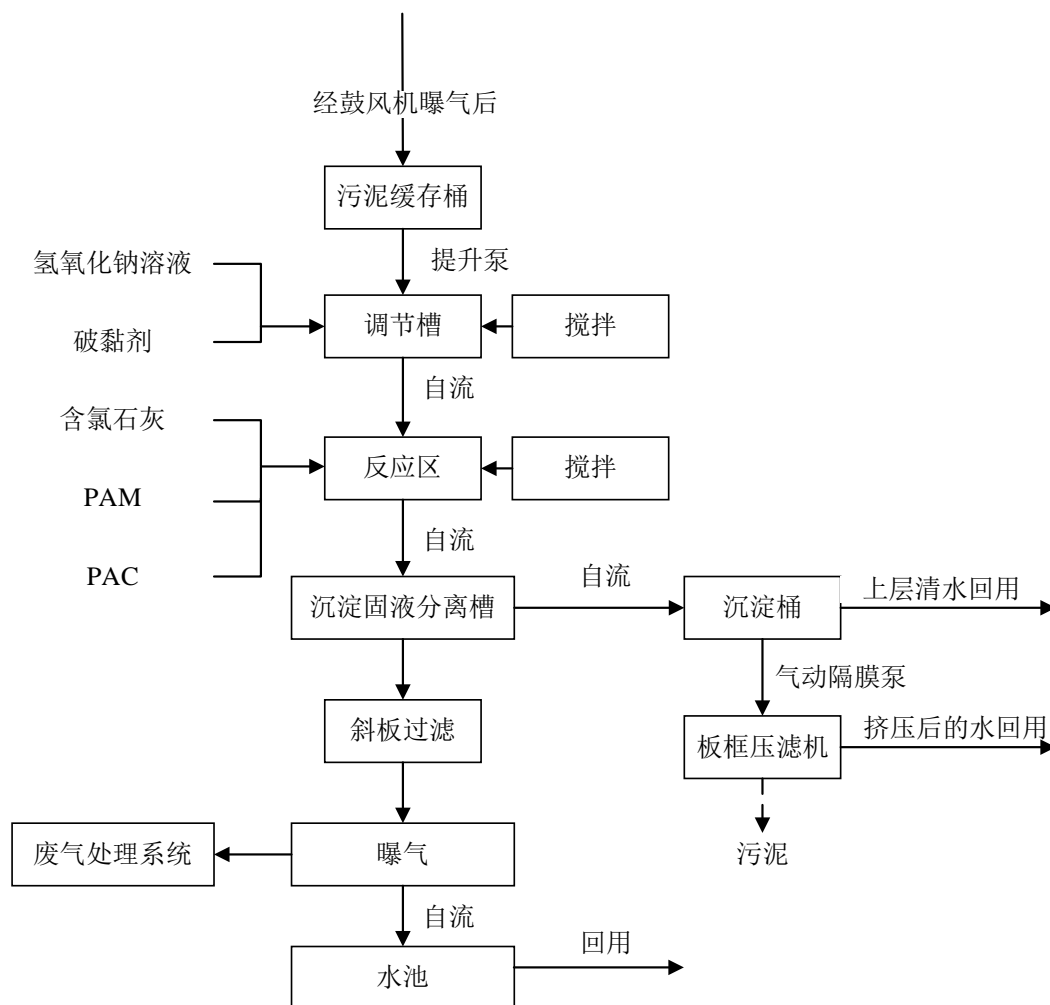 经鼓风机曝气后
污泥缓存桶
提升泵
氢氧化钠溶液
调节槽
搅拌
破黏剂
自流
含氯石灰
反应区
搅拌
PAM
自流
PAC
自流
沉淀固液分离槽
沉淀桶
上层清水回用
气动隔膜泵
斜板过滤
板框压滤机
挤压后的水回用
废气处理系统
曝气
污泥
自流
水池
回用